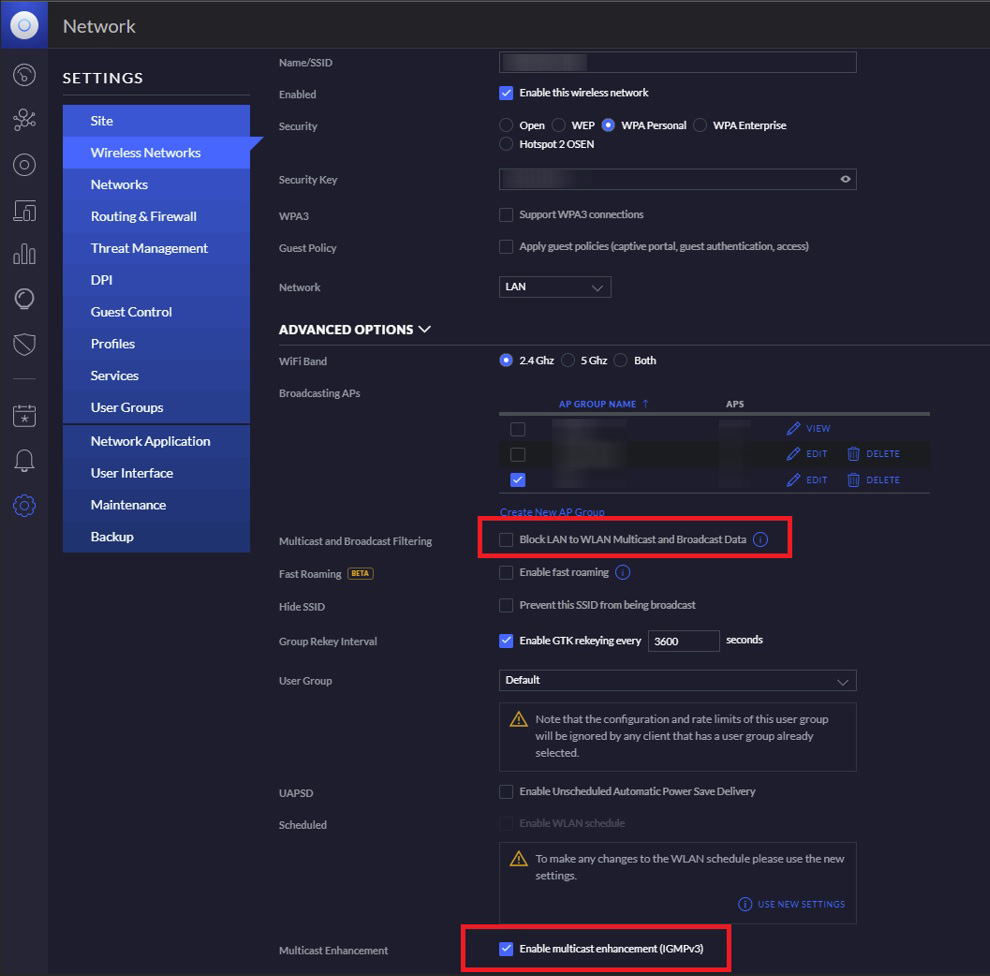 Network
SETTINGS
Site
Wireless Networks
Networks
Routing & Firewall
Threat Management
DPI
Guest Control
Profiles
Services
User Groups
Network Application
User Interface
Maintenance
Backup
Name/SSID
Enabled
Enable this wireless network
Security
Open WEP WPA Personal WPA Enterprise
Hotspot 2 OSEN
Security Key
WPA3
Support WPA3 connections
Guest Policy
Apply guest policies (captive portal, guest authentication, access)
Network
LAN
ADVANCED OPTIONS
WiFi Band
2.4 Ghz 5 Ghz Both
Broadcasting APs
AP GROUP NAME ↑ APS
VIEW
EDIT DELETE
EDIT DELETE
Create New AP Group
Multicast and Broadcast Filtering
Block LAN to WLAN Multicast and Broadcast Data
Fast Roaming BETA
Enable fast roaming
Hide SSID
Prevent this SSID from being broadcast
Group Rekey Interval
Enable GTK rekeying every 3600 seconds
User Group
Default
Note that the configuration and rate limits of this user group
will be ignored by any client that has a user group already
selected.
UAPSD
Enable Unscheduled Automatic Power Save Delivery
Scheduled
Enable WLAN schedule
To make any changes to the WLAN schedule please use the new
settings.
USE NEW SETTINGS
Multicast Enhancement
Enable multicast enhancement (IGMPv3)